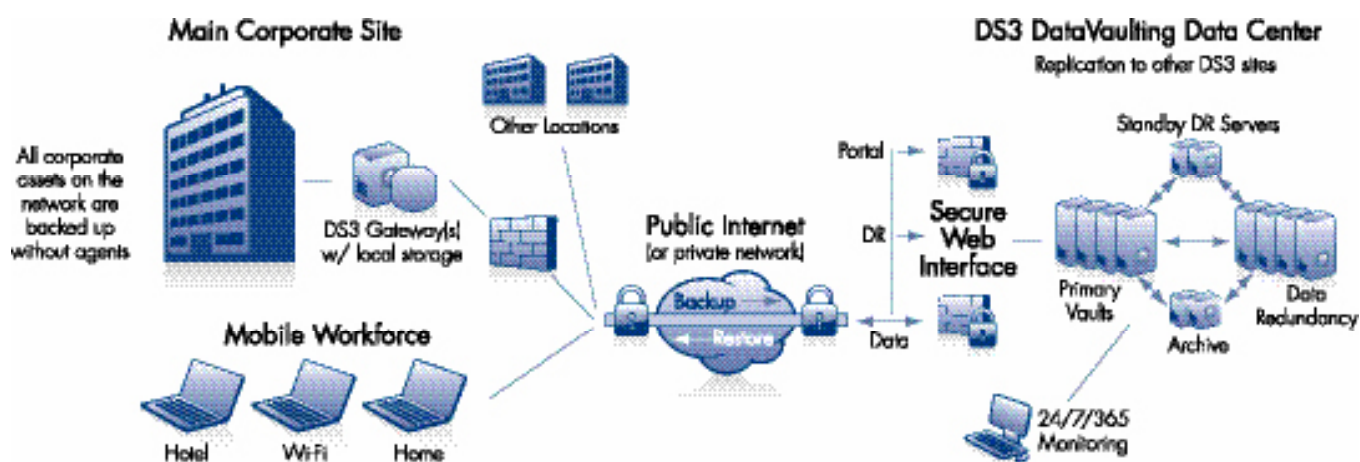 Main Corporate Site
All corporate
assets on the
network are
backed up
without agents
DS3 Gateway(s)
w/ local storage
Other Locations
Mobile Workforce
Hotel
Wi-Fi
Home
Public Internet
(or private network)
Backup
Restore
Portal
DR
Data
Secure
Web
Interface
DS3 DataVaulting Data Center
Replication to other DS3 sites
Standby DR Servers
Primary
Vaults
Data
Redundancy
Archive
24/7/365
Monitoring